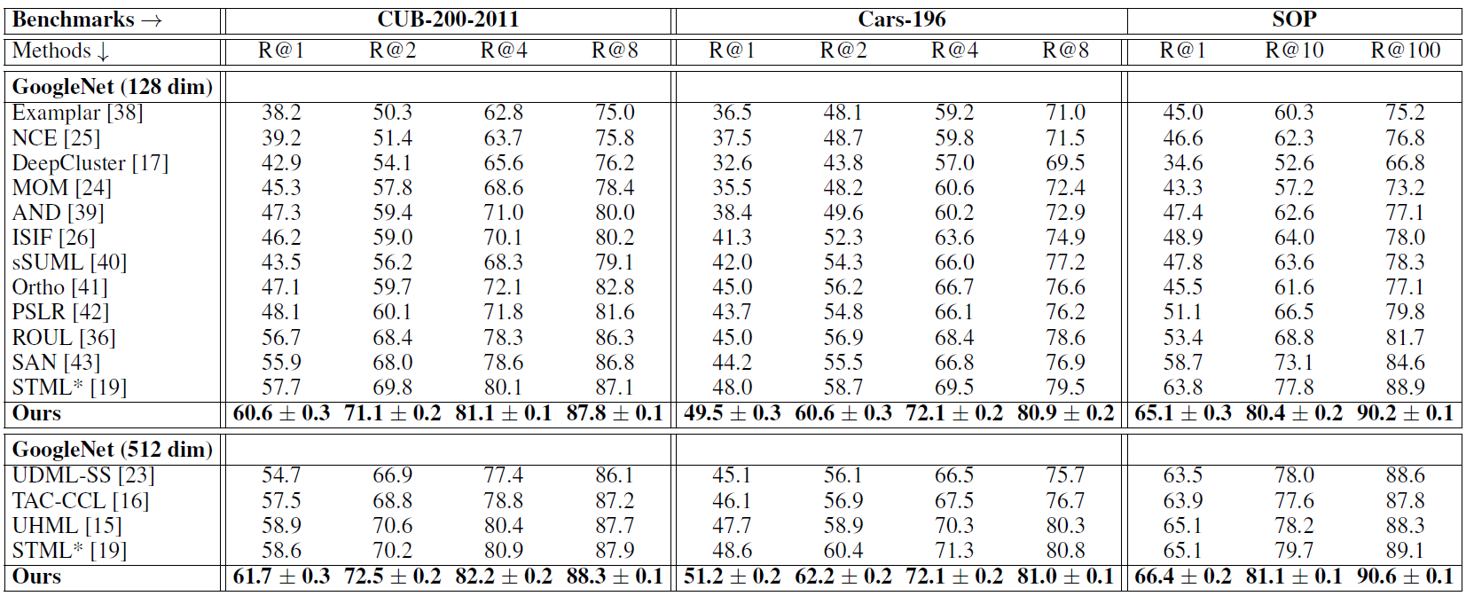 Benchmarks → CUB-200-2011 Cars-196 SOP
Methods ↓ R@1 R@2 R@4 R@8 R@1 R@2 R@4 R@8 R@1 R@10 R@100
GoogleNet (128 dim)
Examplar [38] 38.2 50.3 62.8 75.0 36.5 48.1 59.2 71.0 45.0 60.3 75.2
NCE [25] 39.2 51.4 63.7 75.8 37.5 48.7 59.8 71.5 46.6 62.3 76.8
DeepCluster [17] 42.9 54.1 65.6 76.2 32.6 43.8 57.0 69.5 34.6 52.6 66.8
MOM [24] 45.3 57.8 68.6 78.4 35.5 48.2 60.6 72.4 43.3 57.2 73.2
AND [39] 47.3 59.4 71.0 80.0 38.4 49.6 60.2 72.9 47.4 62.6 77.1
ISIF [26] 46.2 59.0 70.1 80.2 41.3 52.3 63.6 74.9 48.9 64.0 78.0
sSUML [40] 43.5 56.2 68.3 79.1 42.0 54.3 66.0 77.2 47.8 63.6 78.3
Ortho [41] 47.1 59.7 72.1 82.8 45.0 56.2 66.7 76.6 45.5 61.6 77.1
PSLR [42] 48.1 60.1 71.8 81.6 43.7 54.8 66.1 76.2 51.1 66.5 79.8
ROUL [36] 56.7 68.4 78.3 86.3 45.0 56.9 68.4 78.6 53.4 68.8 81.7
SAN [43] 55.9 68.0 78.6 86.8 44.2 55.5 66.8 76.9 58.7 73.1 84.6
STML* [19] 57.7 69.8 80.1 87.1 48.0 58.7 69.5 79.5 63.8 77.8 88.9
Ours 60.6 ± 0.3 71.1 ± 0.2 81.1 ± 0.1 87.8 ± 0.1 49.5 ± 0.3 60.6 ± 0.3 72.1 ± 0.2 80.9 ± 0.2 65.1 ± 0.3 80.4 ± 0.2 90.2 ± 0.1
GoogleNet (512 dim)
UDML-SS [23] 54.7 66.9 77.4 86.1 45.1 56.1 66.5 75.7 63.5 78.0 88.6
TAC-CCL [16] 57.5 68.8 78.8 87.2 46.1 56.9 67.5 76.7 63.9 77.6 87.8
UHML [15] 58.9 70.6 80.4 87.7 47.7 58.9 70.3 80.3 65.1 78.2 88.3
STML* [19] 58.6 70.2 80.9 87.9 48.6 60.4 71.3 80.8 65.1 79.7 89.1
Ours 61.7 ± 0.3 72.5 ± 0.2 82.2 ± 0.2 88.3 ± 0.1 51.2 ± 0.2 62.2 ± 0.2 72.1 ± 0.2 81.0 ± 0.1 66.4 ± 0.2 81.1 ± 0.1 90.6 ± 0.1